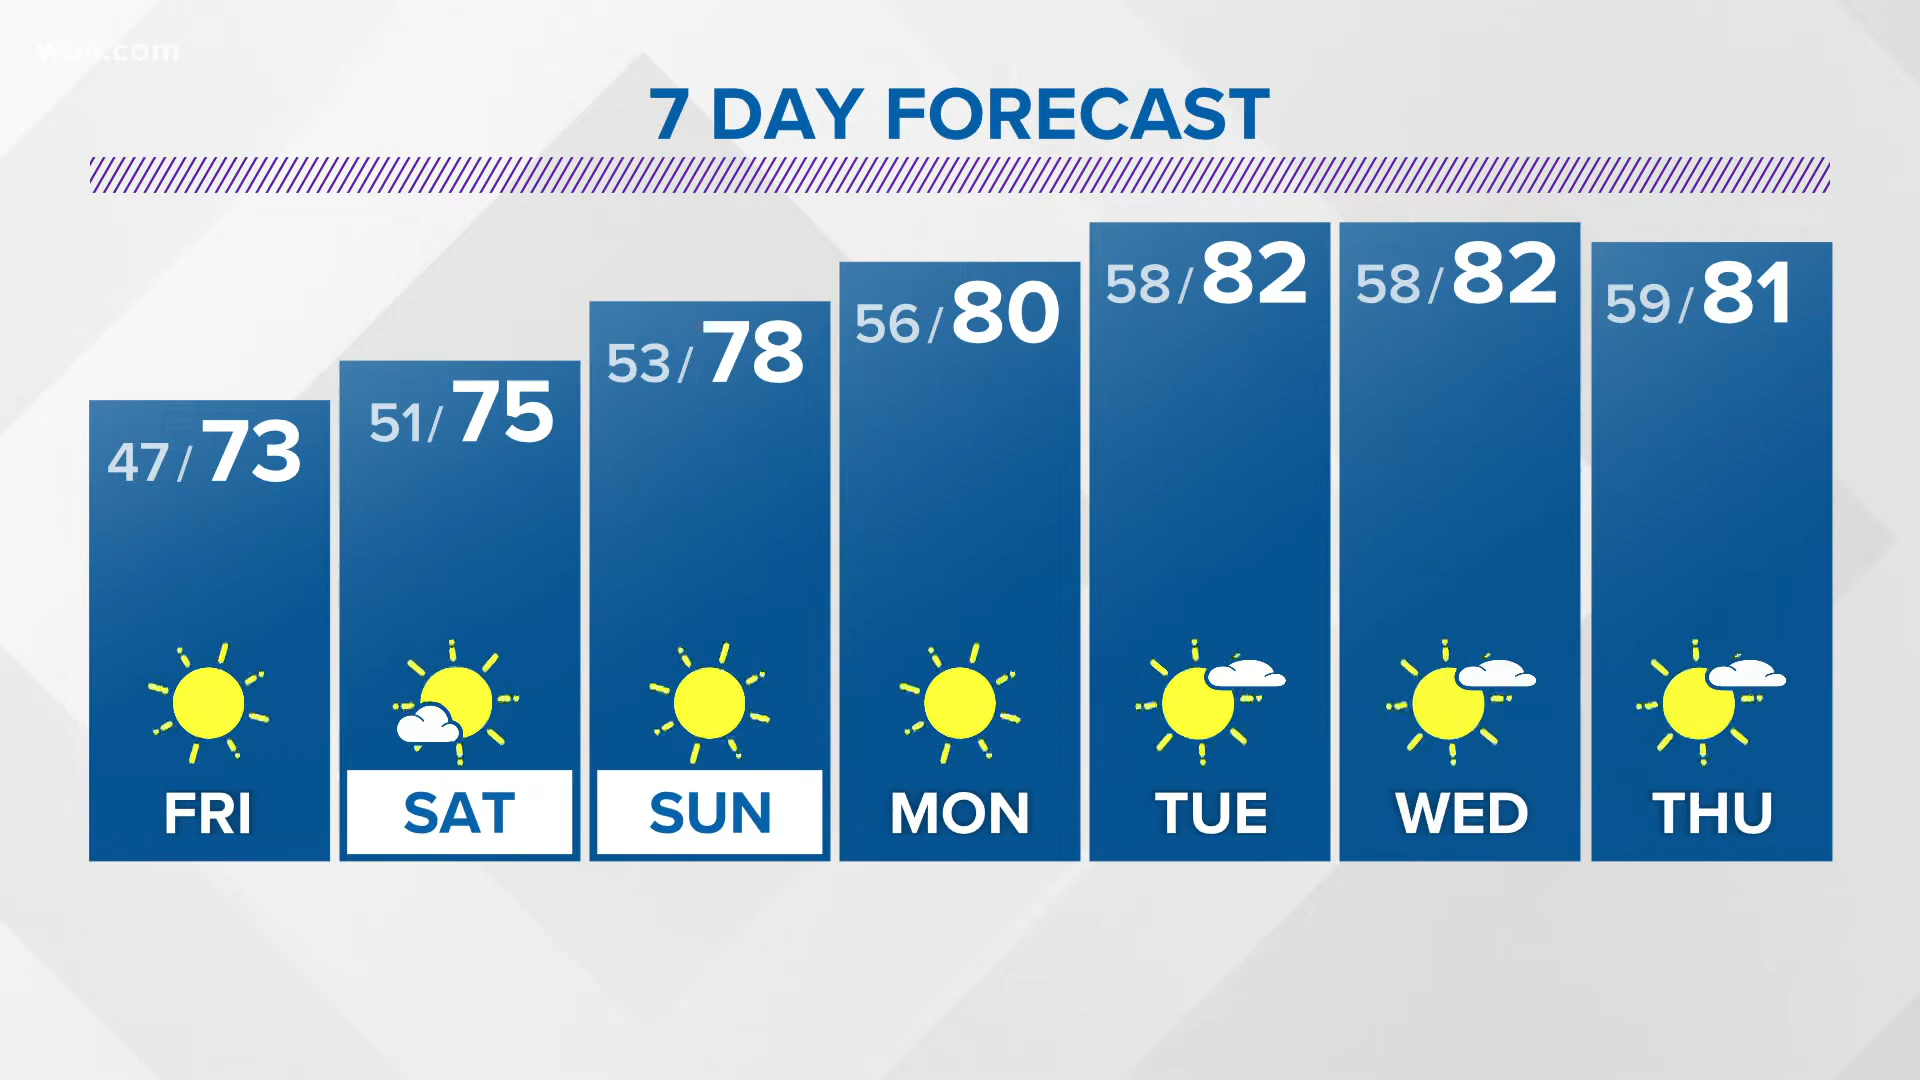 7 DAY FORECAST
47/73
51/75
53/78
56/80
58/82
58/82
59/81
FRI
SAT
SUN
MON
TUE
WED
THU